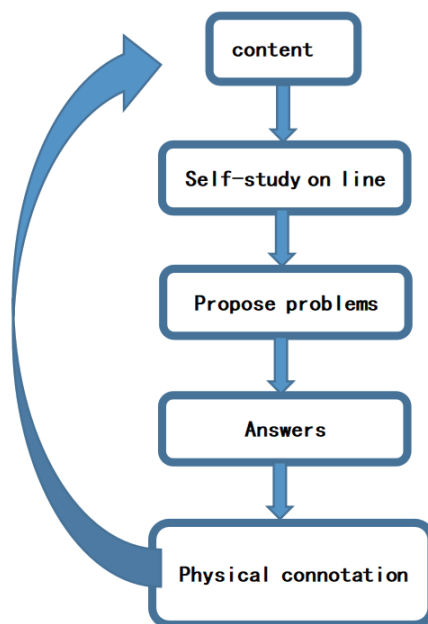 content
Self-study on line
Propose problems
Answers
Physical connotation